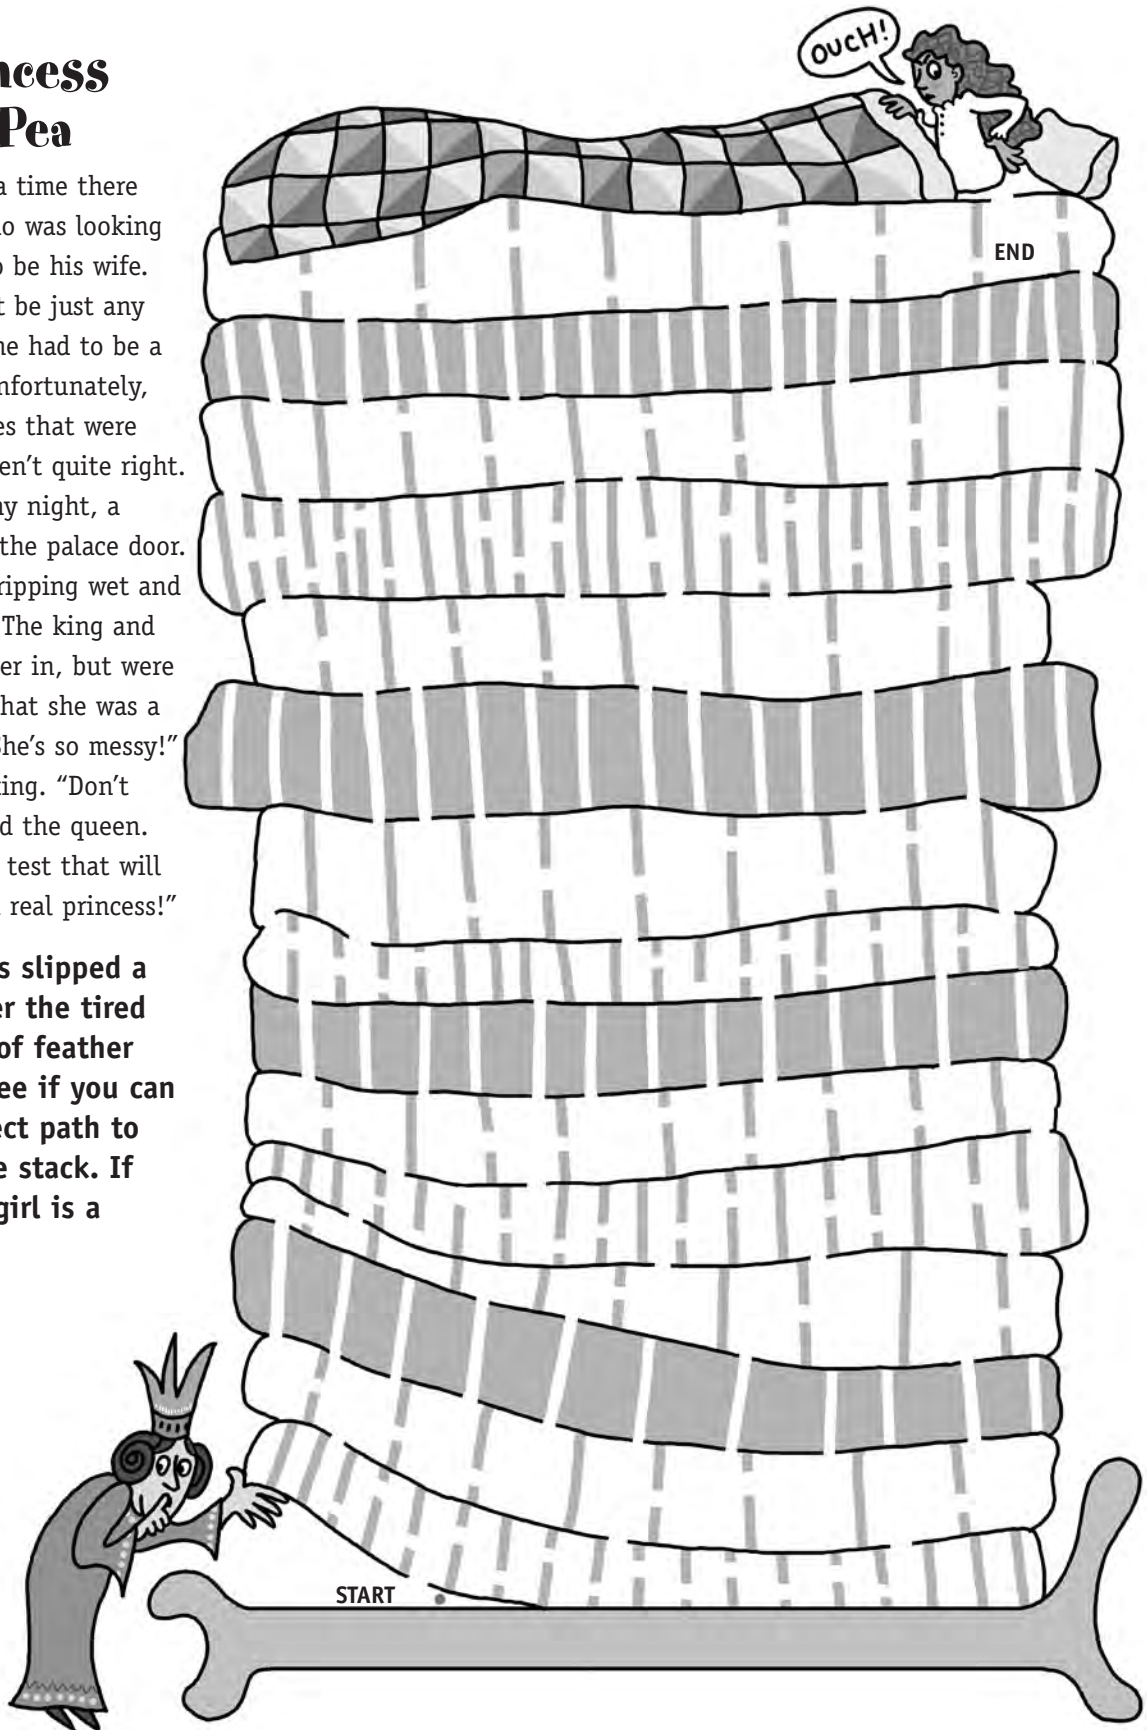 OUCH!
ncess
Pea
a time there
o was looking
o be his wife.
t be just any
he had to be a
nfortunately,
es that were
en’t quite right.
ny night, a
the palace door.
ripping wet and
The king and
er in, but were
hat she was a
She’s so messy!”
king. “Don’t
d the queen.
test that will
real princess!”
s slipped a
er the tired
of feather
ee if you can
ect path to
e stack. If
girl is a
END
START